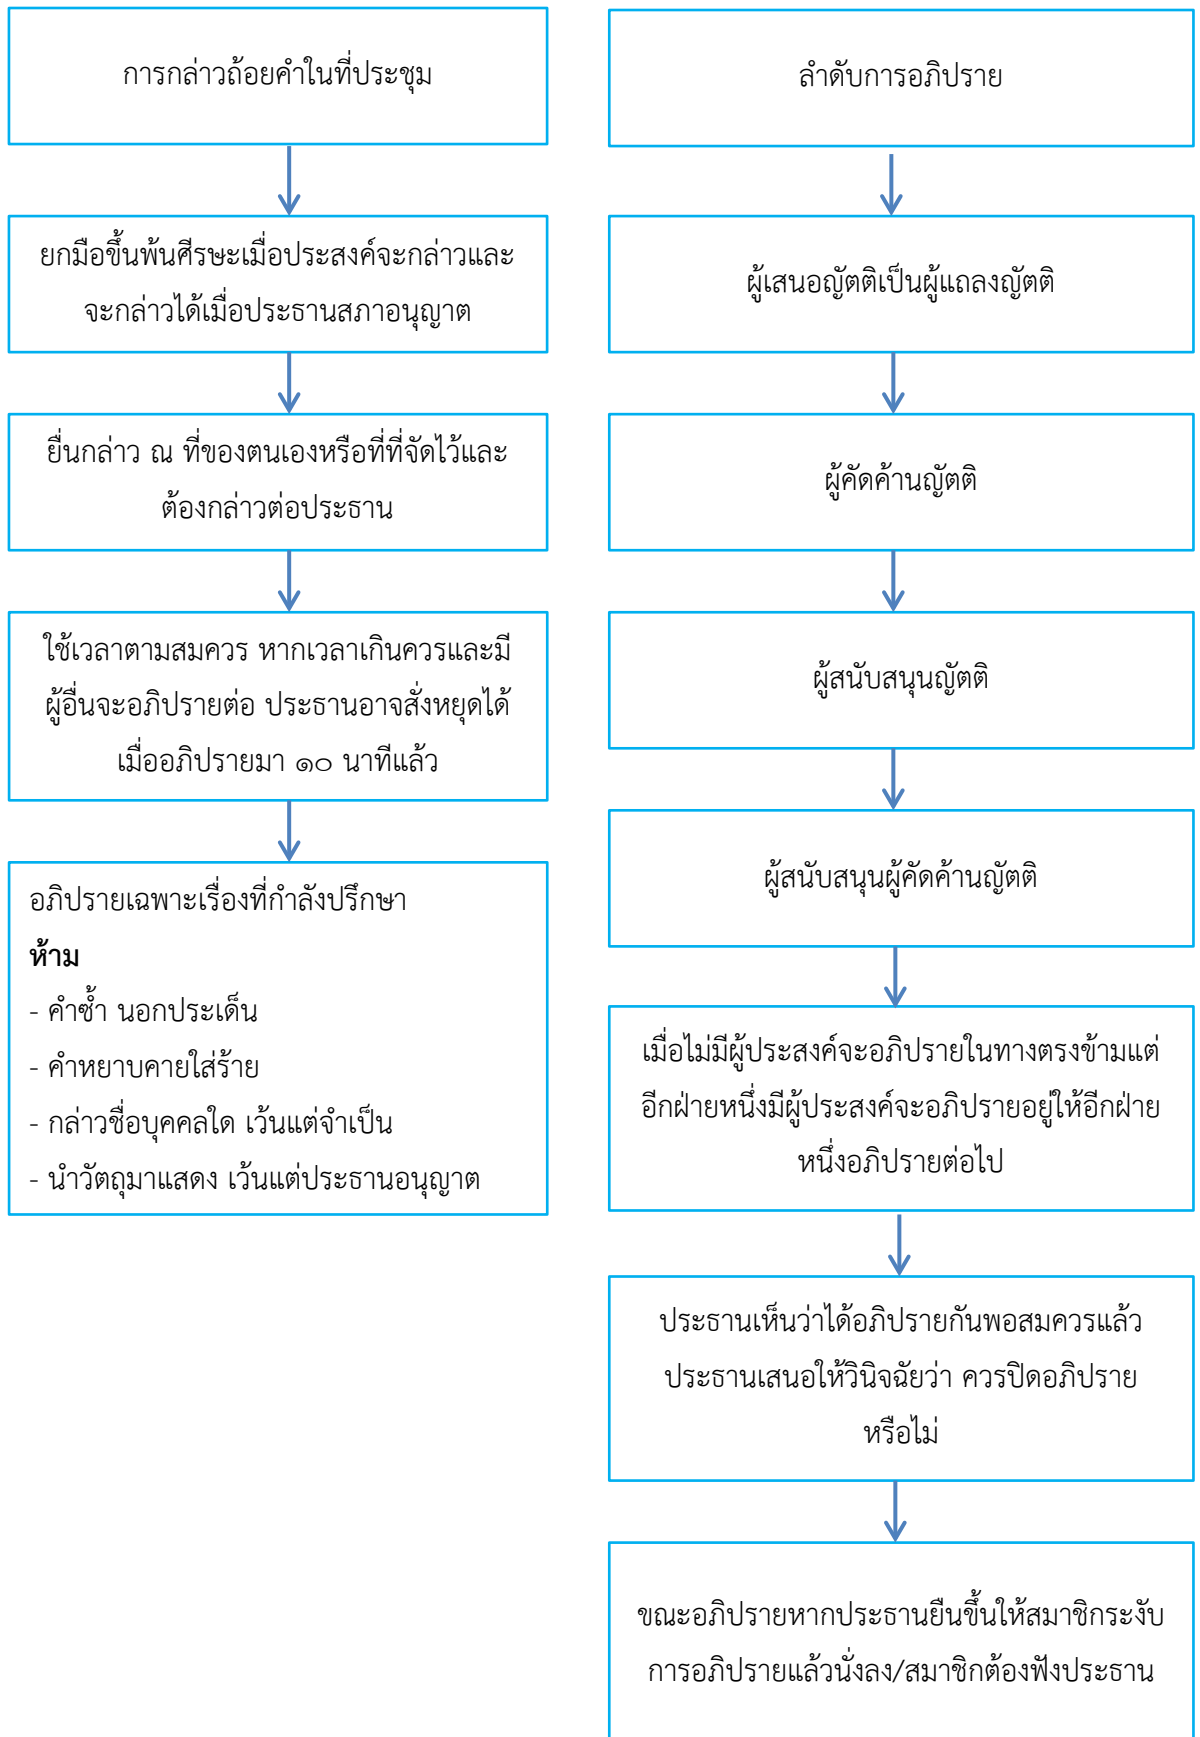 การกล่าวถ้อยคำในที่ประชุม
ยกมือขึ้นพ้นศีรษะเมื่อประสงค์จะกล่าวและ
จะกล่าวได้เมื่อประธานสภาอนุญาต
ยื่นกล่าว ณ ที่ของตนเองหรือที่ที่จัดไว้และ
ต้องกล่าวต่อประธาน
ใช้เวลาตามสมควร หากเวลาเกินควรและมี
ผู้อื่นจะอภิปรายต่อ ประธานอาจสั่งหยุดได้
เมื่ออภิปรายมา ๑๐ นาทีแล้ว
อภิปรายเฉพาะเรื่องที่กำลังปรึกษา
ห้าม
- คำซ้ำ นอกประเด็น
- คำหยาบคายใส่ร้าย
- กล่าวชื่อบุคคลใด เว้นแต่จำเป็น
- นำวัตถุมาแสดง เว้นแต่ประธานอนุญาต
ลำดับการอภิปราย
ผู้เสนอญัตติเป็นผู้แถลงญัตติ
ผู้คัดค้านญัตติ
ผู้สนับสนุนญัตติ
ผู้สนับสนุนผู้คัดค้านญัตติ
เมื่อไม่มีผู้ประสงค์จะอภิปรายในทางตรงข้ามแต่
อีกฝ่ายหนึ่งมีผู้ประสงค์จะอภิปรายอยู่ให้อีกฝ่าย
หนึ่งอภิปรายต่อไป
ประธานเห็นว่าได้อภิปรายกันพอสมควรแล้ว
ประธานเสนอให้วินิจฉัยว่า ควรปิดอภิปราย
หรือไม่
ขณะอภิปรายหากประธานยืนขึ้นให้สมาชิกระงับ
การอภิปรายแล้วนั่งลง/สมาชิกต้องฟังประธาน